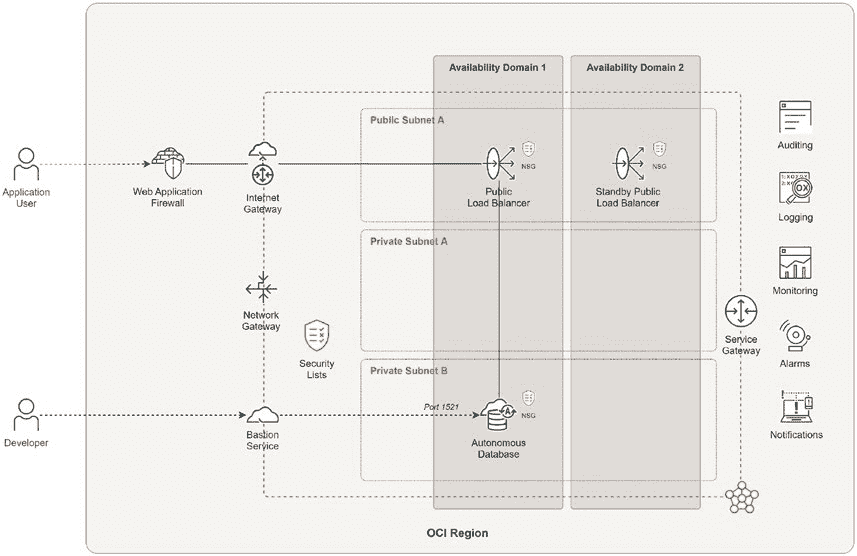 Availability Domain 1
Availability Domain 2
Public Subnet A
Application
User
Web Application
Firewall
Internet
Gateway
NSG
Public
Load Balancer
NSG
Standby Public
Load Balancer
Auditing
Logging
Private Subnet A
Network
Gateway
Security
Lists
Service
Gateway
Monitoring
Alarms
Private Subnet B
Developer
Bastion
Service
Port 1521
A
NSG
Autonomous
Database
Notifications
OCI Region